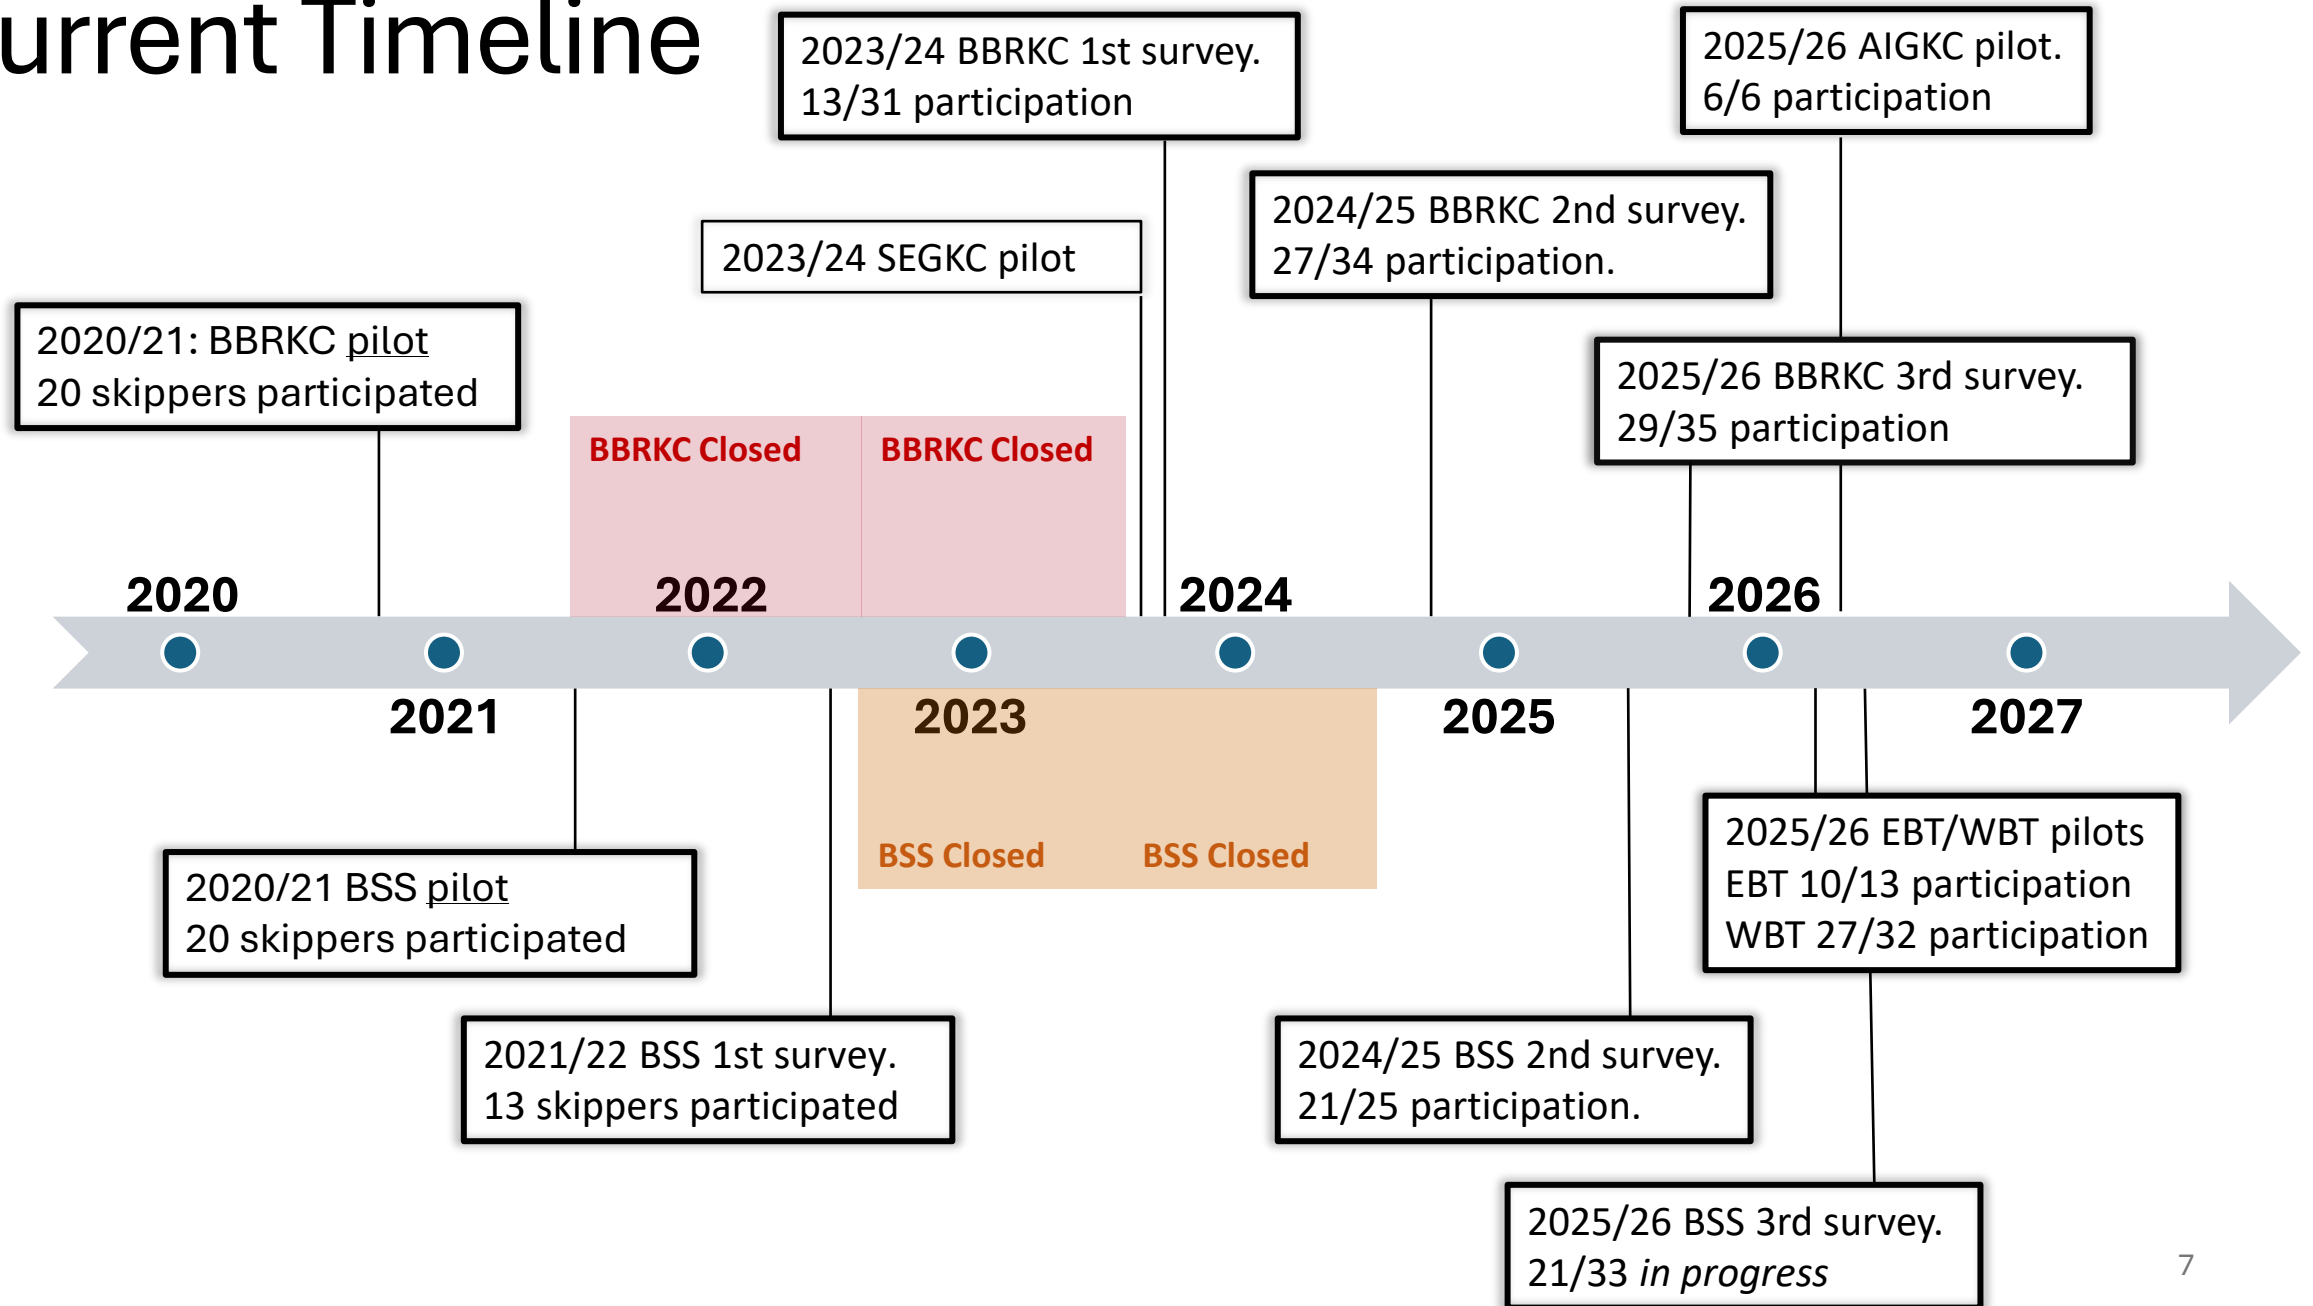 urrent Timeline
2023/24 BBRKC 1st survey.
13/31 participation
2025/26 AIGKC pilot.
6/6 participation
2024/25 BBRKC 2nd survey.
27/34 participation.
2023/24 SEGKC pilot
2020/21: BBRKC pilot
20 skippers participated
2025/26 BBRKC 3rd survey.
29/35 participation
BBRKC Closed
BBRKC Closed
2020
2022
2024
2026
2021
2023
2025
2027
BSS Closed
BSS Closed
2025/26 EBT/WBT pilots
EBT 10/13 participation
WBT 27/32 participation
2020/21 BSS pilot
20 skippers participated
2021/22 BSS 1st survey.
13 skippers participated
2024/25 BSS 2nd survey.
21/25 participation.
2025/26 BSS 3rd survey.
21/33 in progress
7